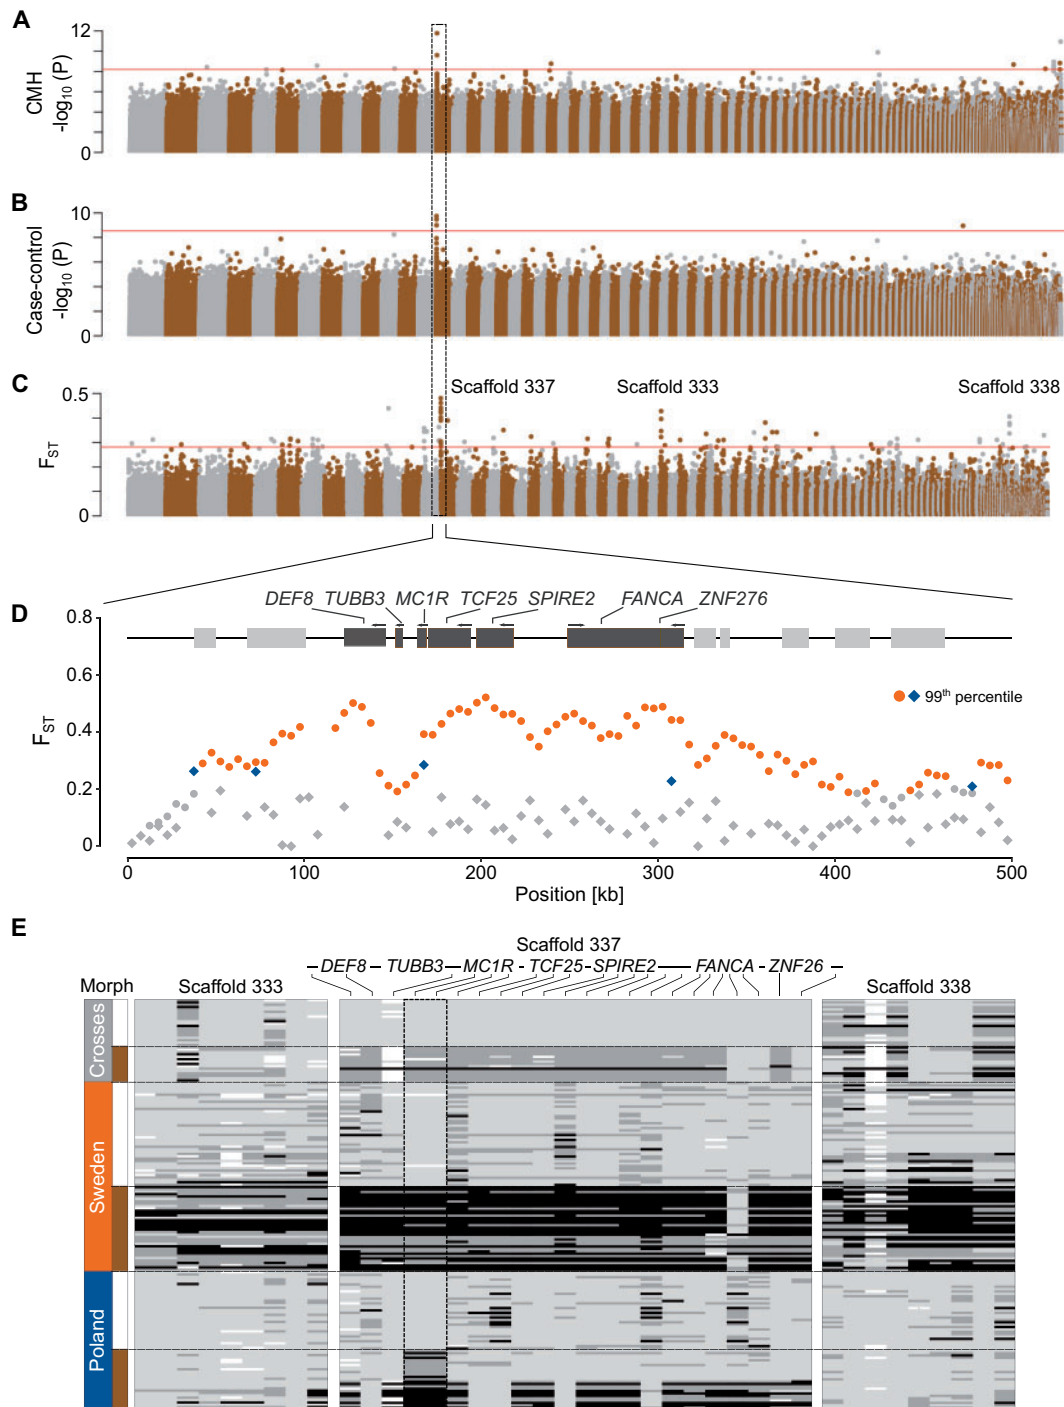 A
12
0
CMH
-log10 (P)
B
10
0
Case-control
-log10 (P)
C
0.5
0
FST
Scaffold 337
Scaffold 333
Scaffold 338
D
DEF8 TUBB3 MC1R TCF25 SPIRE2 FANCA ZNF276
0.8
0.6
0.4
0.2
0
FST
99th percentile
0 100 200 300 400 500
Position [kb]
E
Scaffold 337
DEF8 TUBB3 MC1R TCF25 SPIRE2 FANCA ZNF26
Morph Scaffold 333 Scaffold 338
Crosses
Sweden
Poland